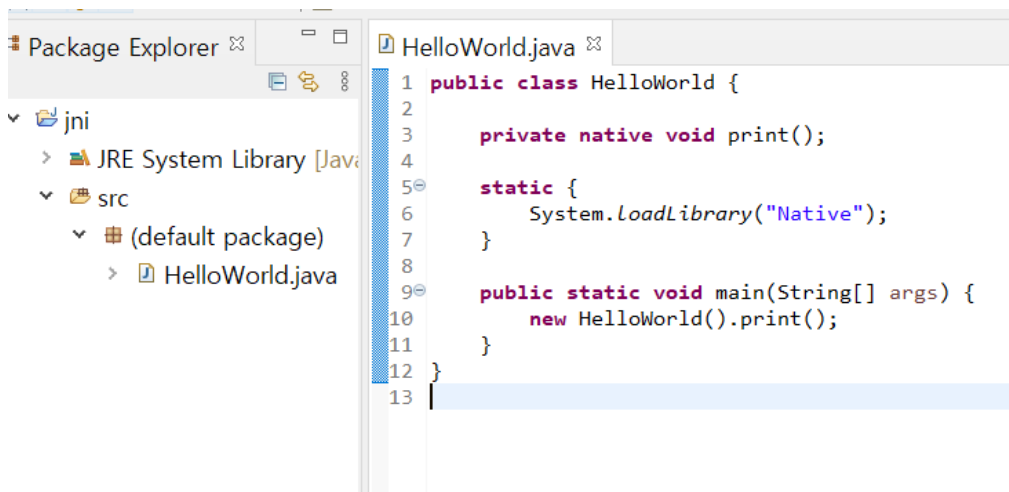 Package Explorer
jni
JRE System Library [Java
src
(default package)
HelloWorld.java
HelloWorld.java
1 public class HelloWorld {
2
3     private native void print();
4
5     static {
6         System.loadLibrary("Native");
7     }
8
9     public static void main(String[] args) {
10         new HelloWorld().print();
11     }
12 }
13